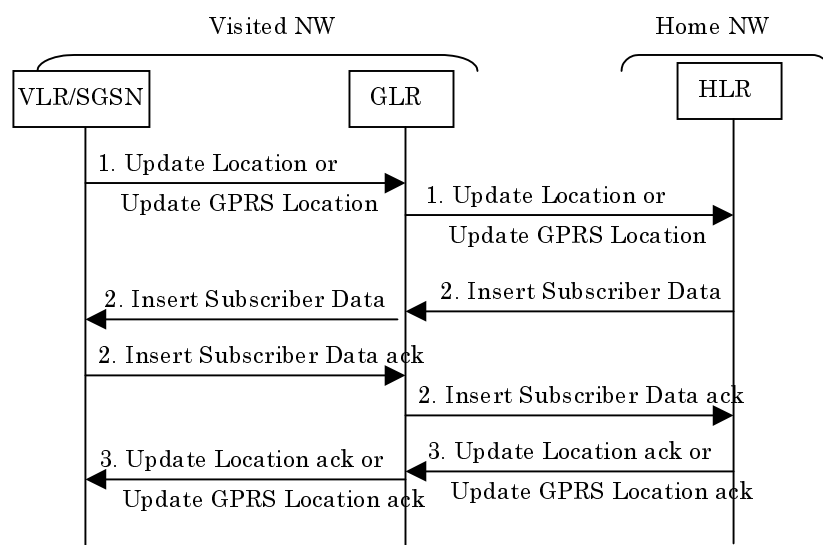 Visited NW
Home NW
VLR/SGSN
GLR
HLR
1. Update Location or
Update GPRS Location
1. Update Location or
Update GPRS Location
2. Insert Subscriber Data
2. Insert Subscriber Data
2. Insert Subscriber Data ack
2. Insert Subscriber Data ack
3. Update Location ack or
Update GPRS Location ack
3. Update Location ack or
Update GPRS Location ack